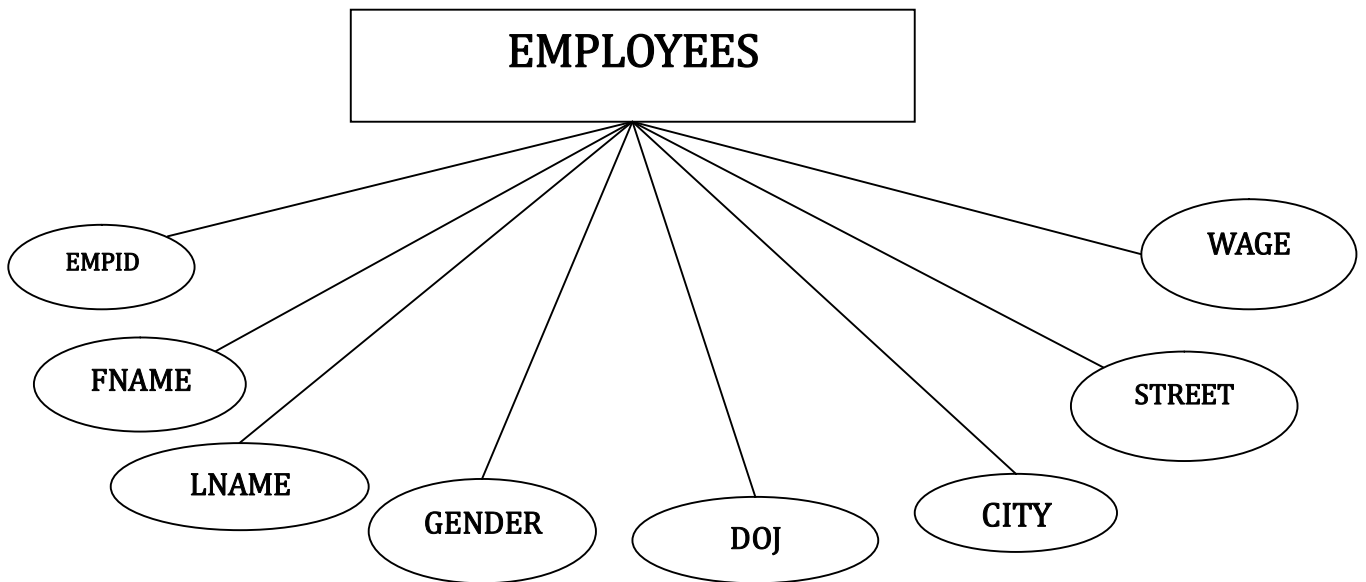 EMPLOYEES
EMPID
FNAME
LNAME
GENDER
DOJ
CITY
STREET
WAGE